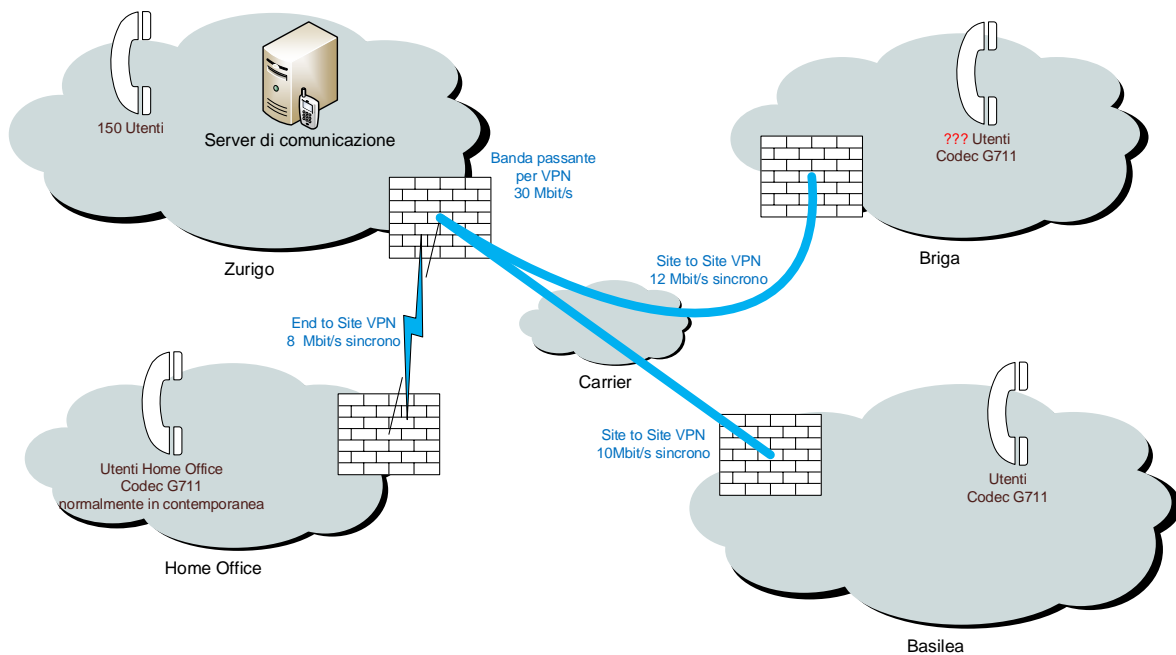 150 Utenti
Server di comunicazione
Banda passante
per VPN
30 Mbit/s
Zurigo
??? Utenti
Codec G711
Briga
Site to Site VPN
12 Mbit/s sincrono
End to Site VPN
8 Mbit/s sincrono
Carrier
Utenti Home Office
Codec G711
normalmente in contemporanea
Home Office
Site to Site VPN
10Mbit/s sincrono
Utenti
Codec G711
Basilea